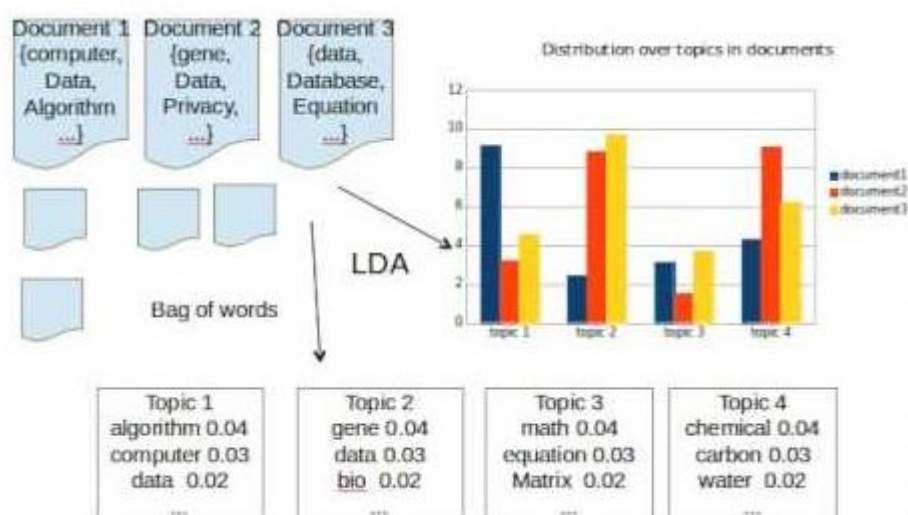 Document 1
{computer,
Data,
Algorithm
...}
Document 2
{gene,
Data,
Privacy,
...}
Document 3
{data,
Database,
Equation
...}
Distribution over topics in documents
12
10
8
6
4
2
0
topic 1
topic 2
topic 3
topic 4
document1
document2
document3
LDA
Bag of words
Topic 1
algorithm 0.04
computer 0.03
data 0.02
...
Topic 2
gene 0.04
data 0.03
bio 0.02
...
Topic 3
math 0.04
equation 0.03
Matrix 0.02
...
Topic 4
chemical 0.04
carbon 0.03
water 0.02
...